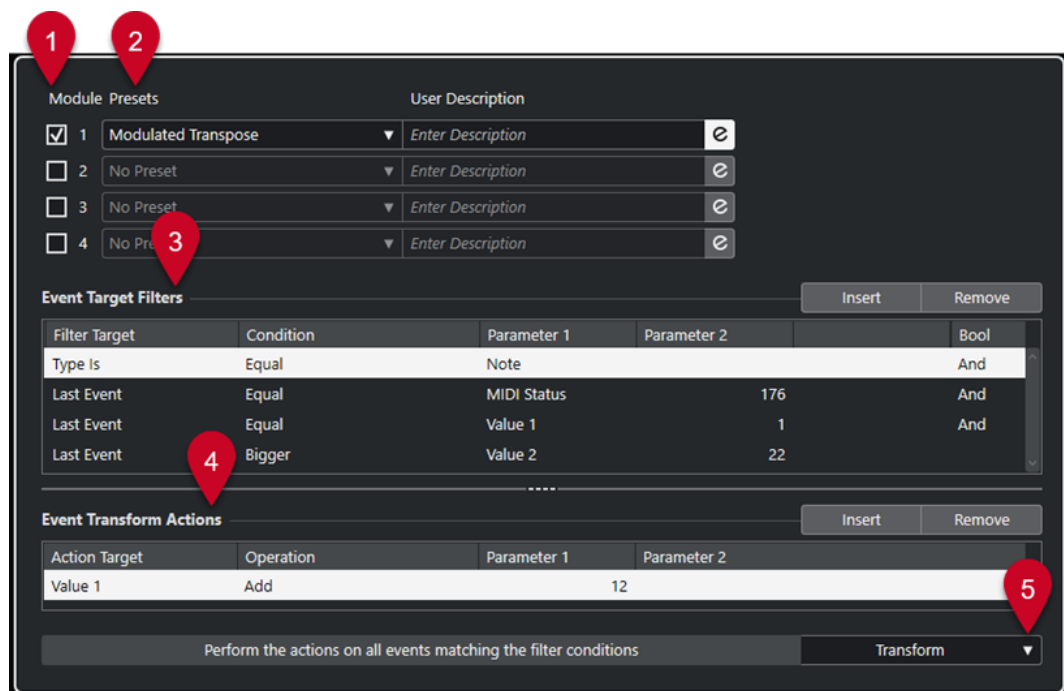 1 2
Module Presets User Description
1 Modulated Transpose Enter Description e
2 No Preset Enter Description e
3 No Preset Enter Description e
4 No Pre Enter Description e
3
Event Target Filters Insert Remove
Filter Target Condition Parameter 1 Parameter 2 Bool
Type Is Equal Note And
Last Event Equal MIDI Status 176 And
Last Event Equal Value 1 1 And
Last Event Bigger Value 2 22
4
Event Transform Actions Insert Remove
Action Target Operation Parameter 1 Parameter 2
Value 1 Add 12
5
Perform the actions on all events matching the filter conditions Transform